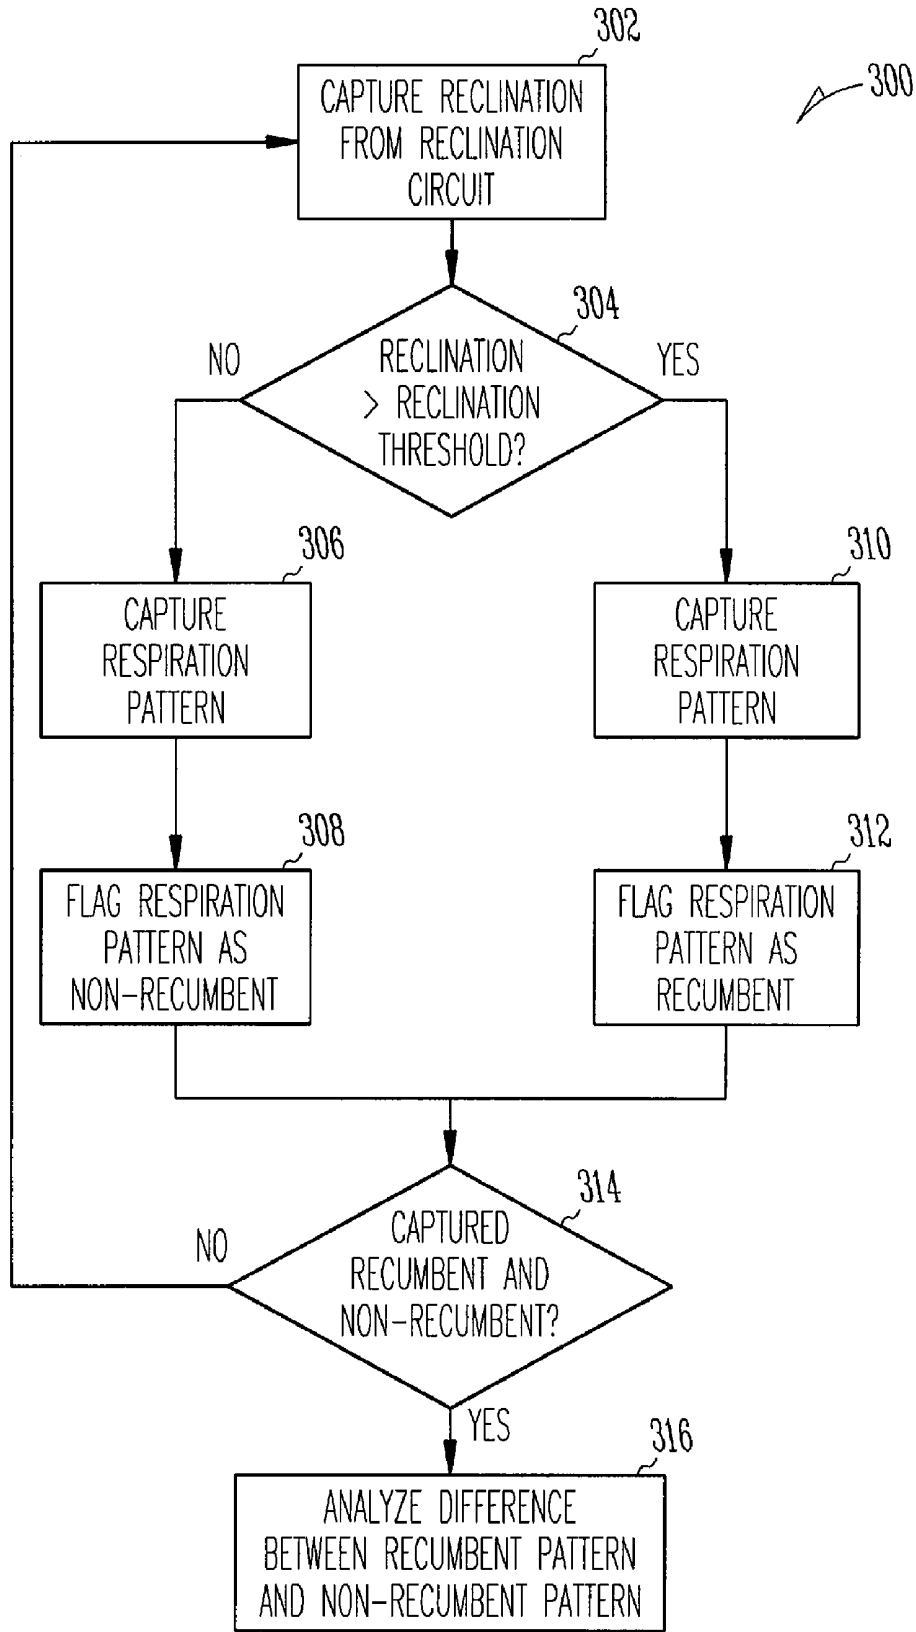 302
300
CAPTURE RECLINATION
FROM RECLINATION
CIRCUIT
304
NO
YES
RECLINATION
> RECLINATION
THRESHOLD?
306
310
CAPTURE
RESPIRATION
PATTERN
CAPTURE
RESPIRATION
PATTERN
308
312
FLAG RESPIRATION
PATTERN AS
NON-RECUMBENT
FLAG RESPIRATION
PATTERN AS
RECUMBENT
314
NO
CAPTURED
RECUMBENT AND
NON-RECUMBENT?
YES
316
ANALYZE DIFFERENCE
BETWEEN RECUMBENT PATTERN
AND NON-RECUMBENT PATTERN